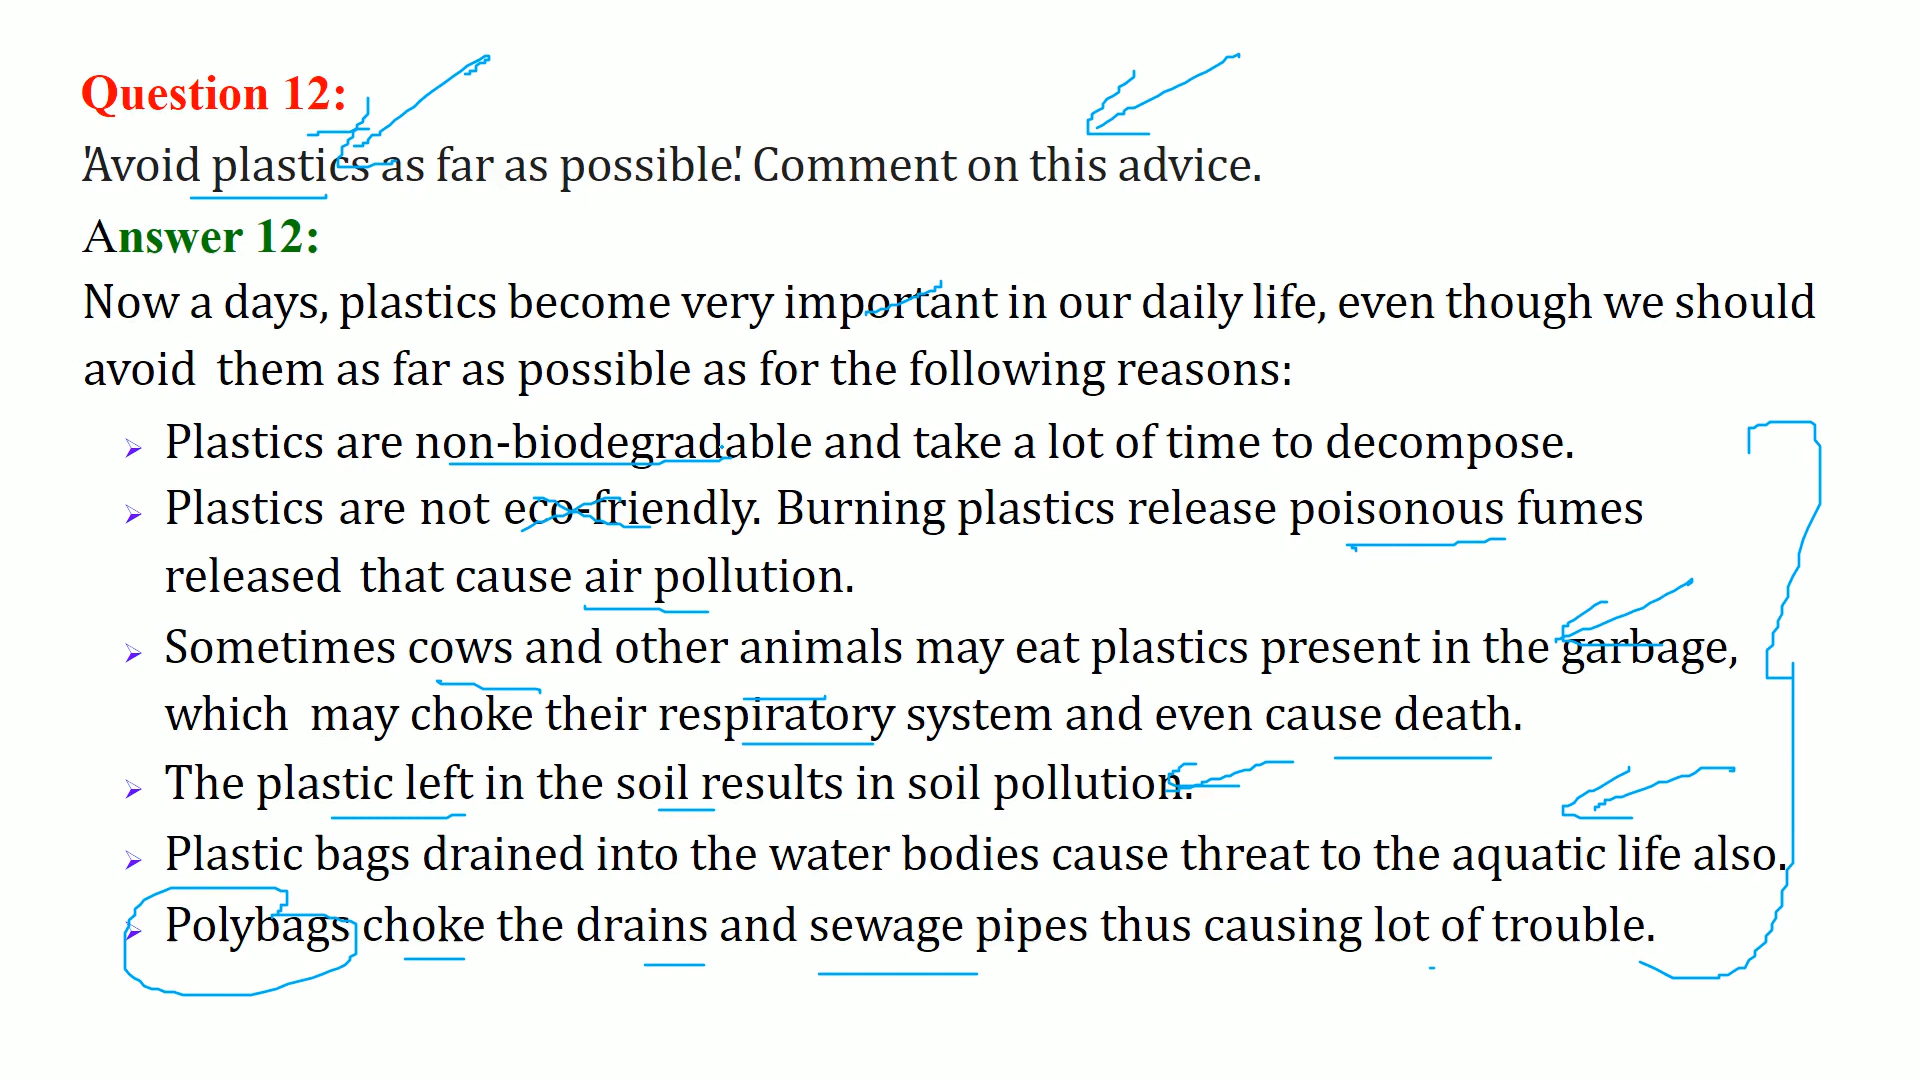 Question 12:
'Avoid plastics as far as possible'. Comment on this advice.
Answer 12:
Now a days, plastics become very important in our daily life, even though we should
avoid them as far as possible as for the following reasons:
➢ Plastics are non-biodegradable and take a lot of time to decompose.
➢ Plastics are not eco-friendly. Burning plastics release poisonous fumes
released that cause air pollution.
➢ Sometimes cows and other animals may eat plastics present in the garbage,
which may choke their respiratory system and even cause death.
➢ The plastic left in the soil results in soil pollution.
➢ Plastic bags drained into the water bodies cause threat to the aquatic life also.
➢ Polybags choke the drains and sewage pipes thus causing lot of trouble.